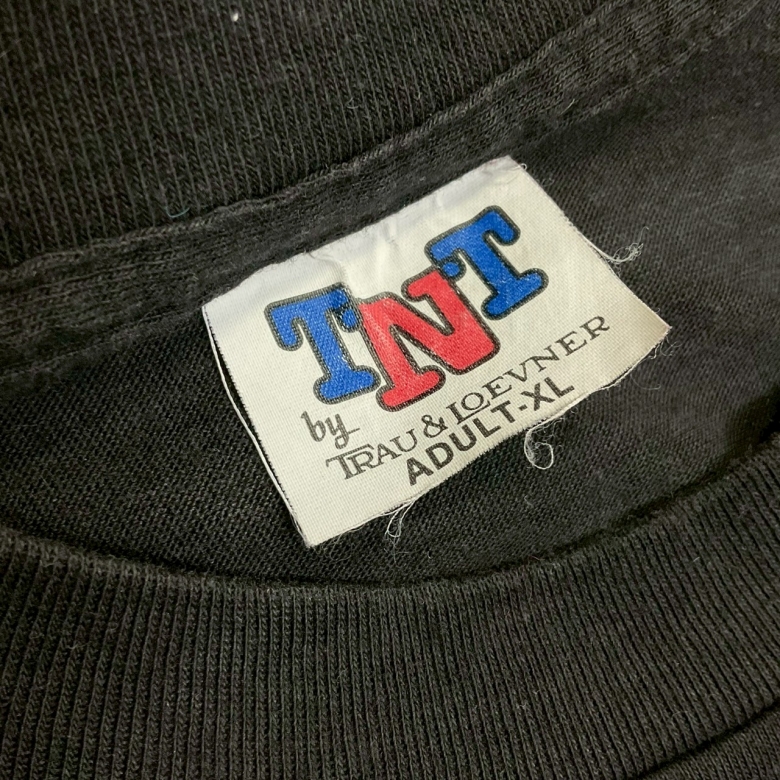 TNT
by
TRAU & LOEVNER
ADULT-XL